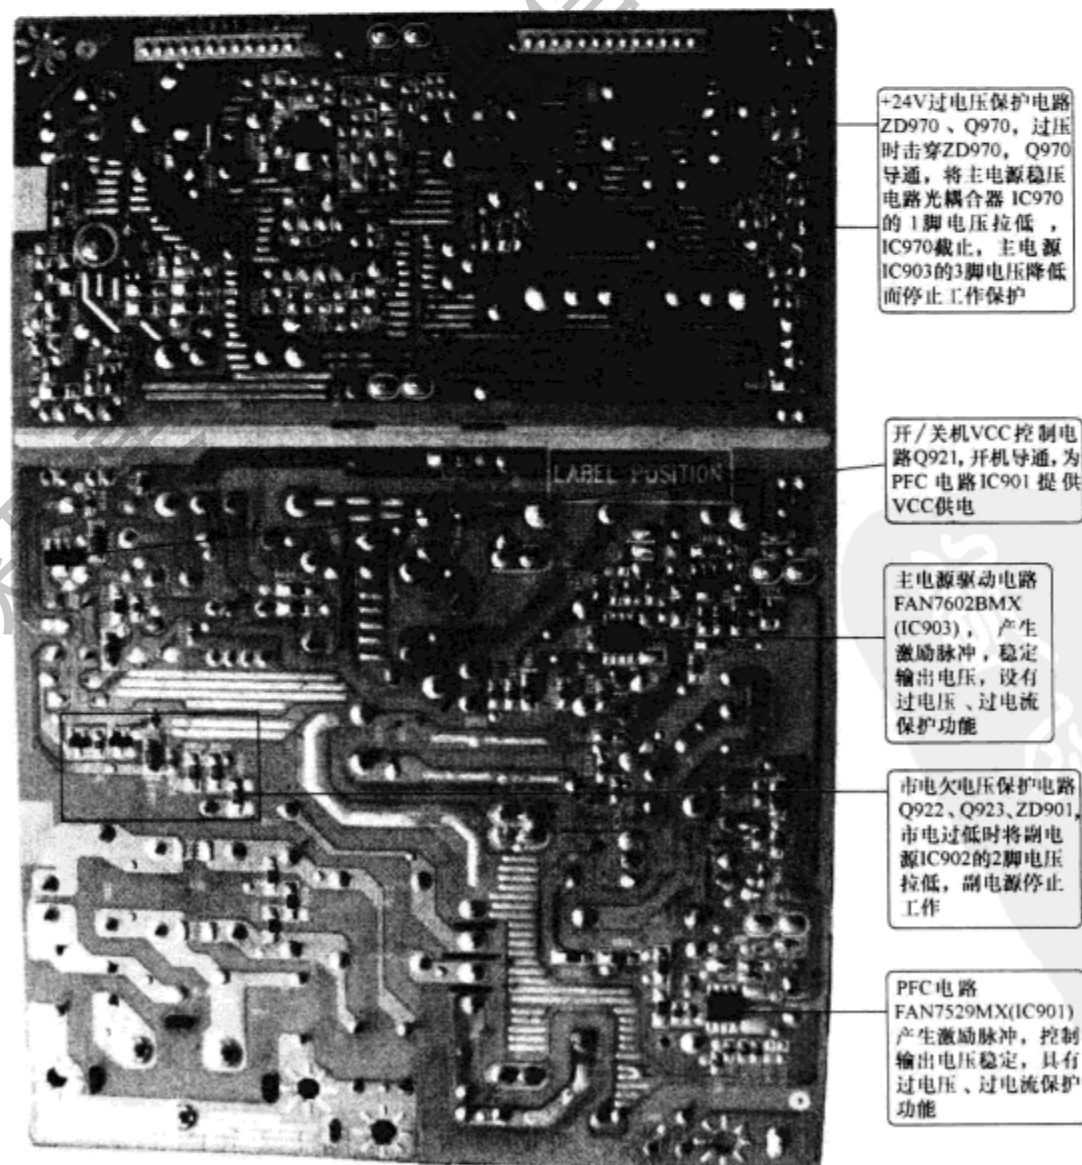 +24V过电压保护电路
ZD970、Q970，过压
时击穿ZD970，Q970
导通，将主电源稳压
电路光耦合器 IC970
的1脚电压拉低，
IC970截止，主电源
IC903的3脚电压降低
而停止工作保护
开/关机VCC控制电
路Q921，开机导通，为
PFC 电路IC901 提供
VCC供电
LABEL POSITION
主电源驱动电路
FAN7602BMX
(IC903)，产生
激励脉冲，稳定
输出电压，设有
过电压、过电流
保护功能
市电欠电压保护电路
Q922、Q923、ZD901，
市电过低时将副电
源IC902的2脚电压
拉低，副电源停止
工作
PFC电路
FAN7529MX(IC901)
产生激励脉冲，控制
输出电压稳定，具有
过电压、过电流保护
功能